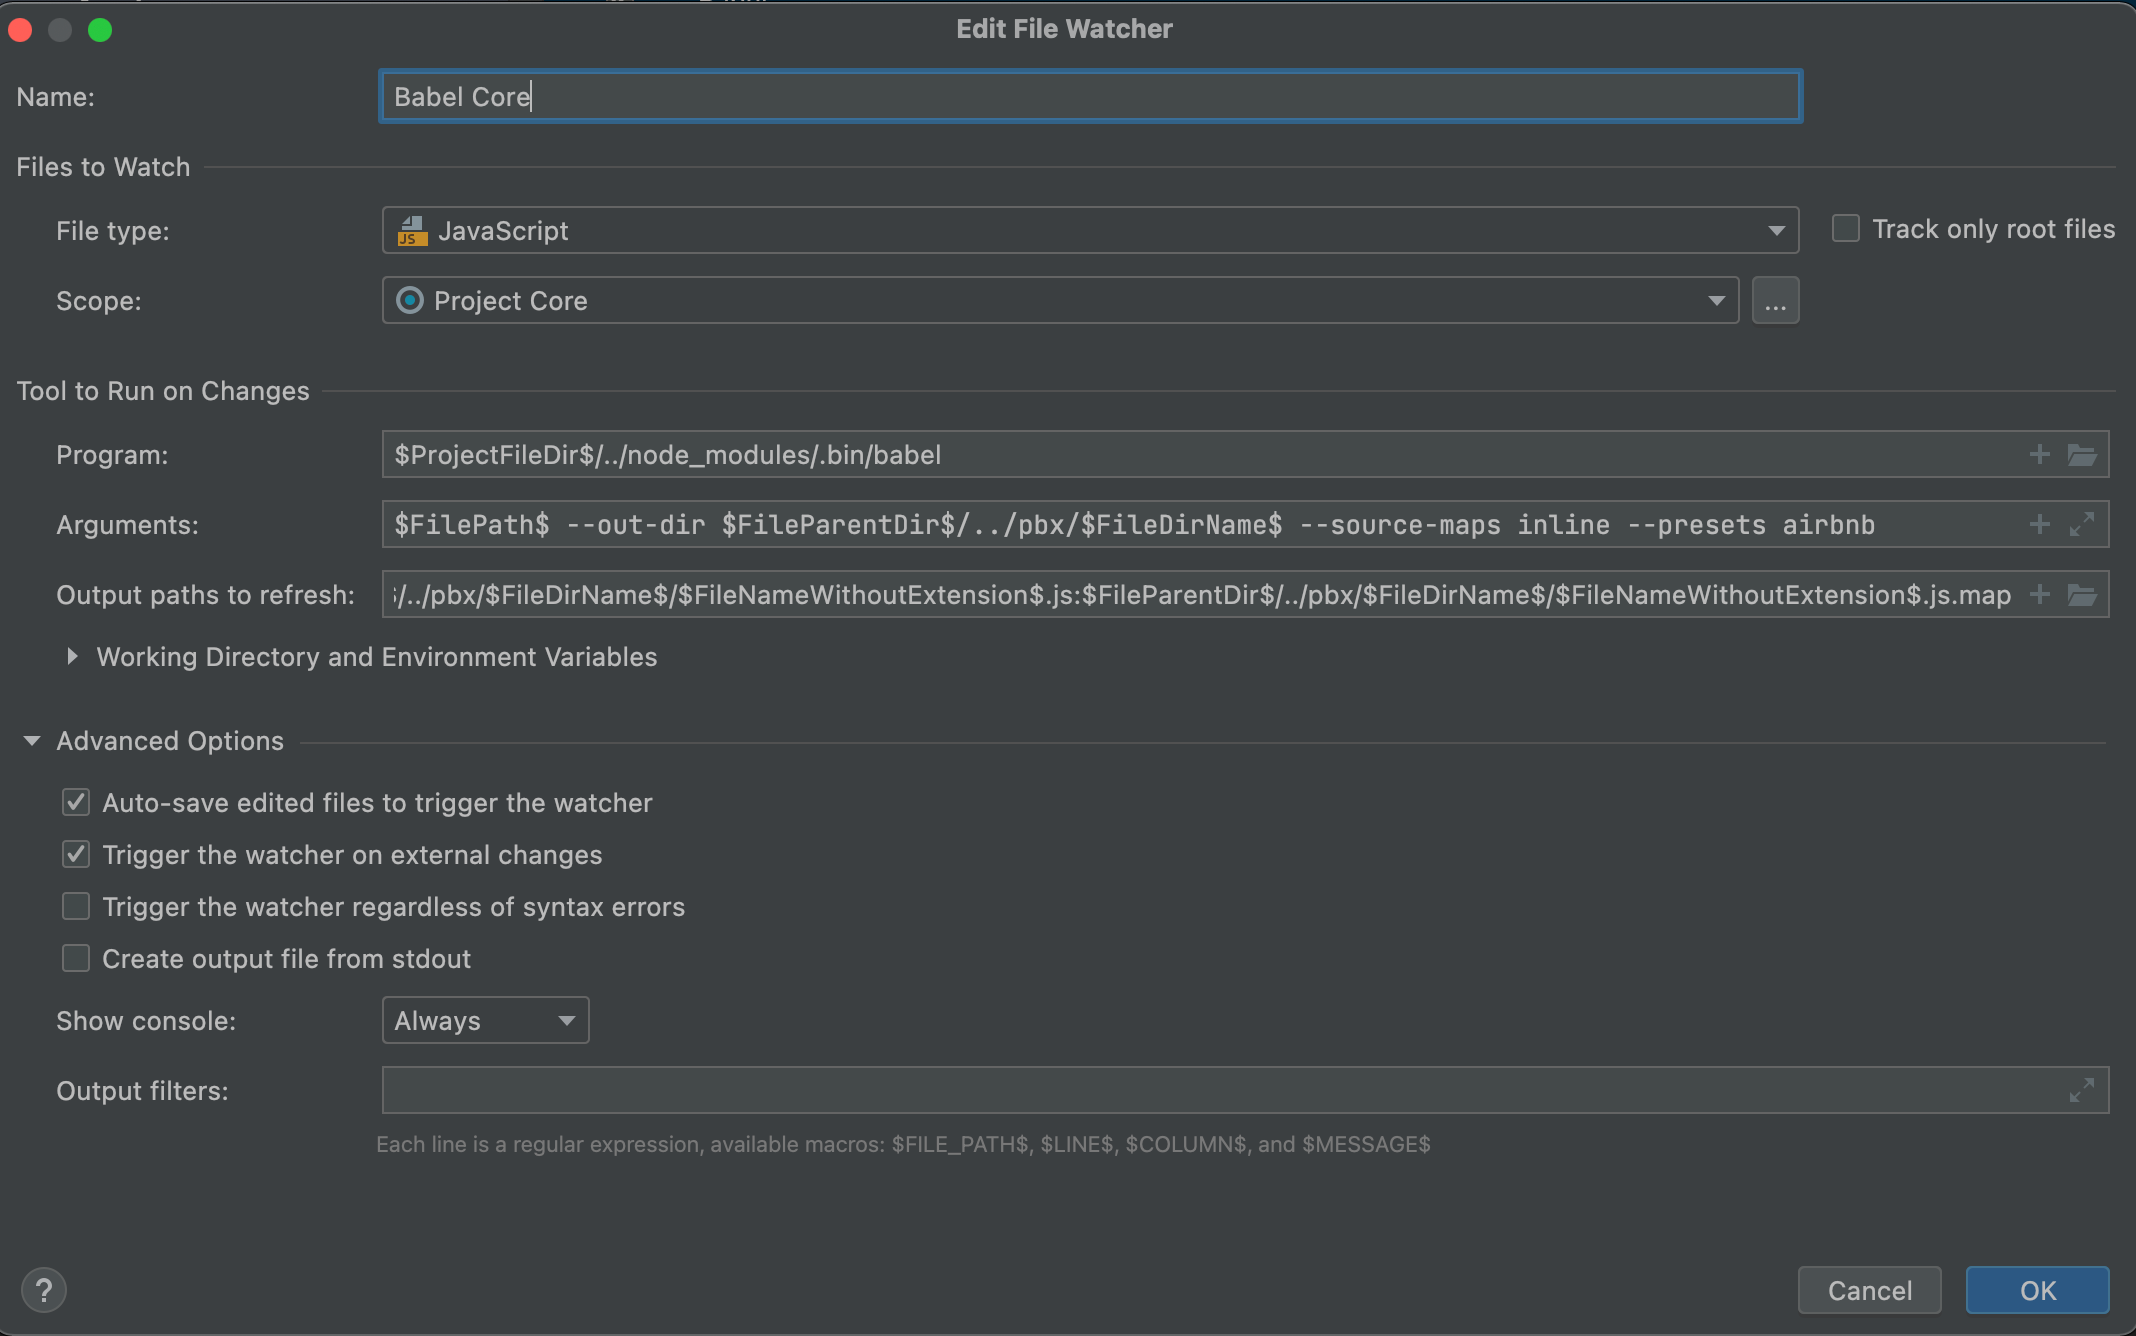 Edit File Watcher
Name: Babel Core
Files to Watch
File type: JS JavaScript Track only root files
Scope: Project Core ...
Tool to Run on Changes
Program: $ProjectFileDir$/../node_modules/.bin/babel
Arguments: $FilePath$ --out-dir $FileParentDir$/../pbx/$FileDirName$ --source-maps inline --presets airbnb
Output paths to refresh: /../pbx/$FileDirName$/$FileNameWithoutExtension$.js:$FileParentDir$/../pbx/$FileDirName$/$FileNameWithoutExtension$.js.map
Working Directory and Environment Variables
Advanced Options
Auto-save edited files to trigger the watcher
Trigger the watcher on external changes
Trigger the watcher regardless of syntax errors
Create output file from stdout
Show console: Always
Output filters:
Each line is a regular expression, available macros: $FILE_PATH$, $LINE$, $COLUMN$, and $MESSAGE$
? Cancel OK